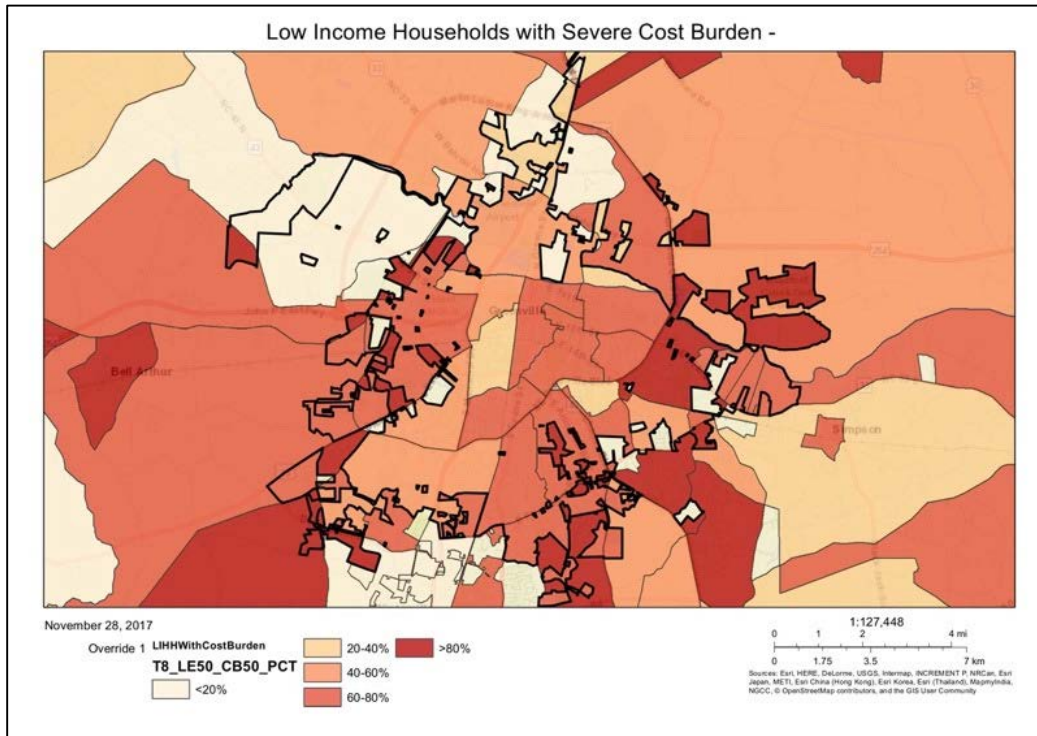 Low Income Households with Severe Cost Burden -
Airport
Greenville
Bell Arthur
Simpson
November 28, 2017
Override 1 LIHHWithCostBurden
T8_LE50_CB50_PCT
<20%
20-40%
40-60%
60-80%
>80%
1:127,448
0 1 2 4 mi
0 1.75 3.5 7 km
Sources: Esri, HERE, DeLorme, USGS, Intermap, INCREMENT P, NRCan, Esri
Japan, METI, Esri China (Hong Kong), Esri Korea, Esri (Thailand), MapmyIndia,
NGCC, © OpenStreetMap contributors, and the GIS User Community